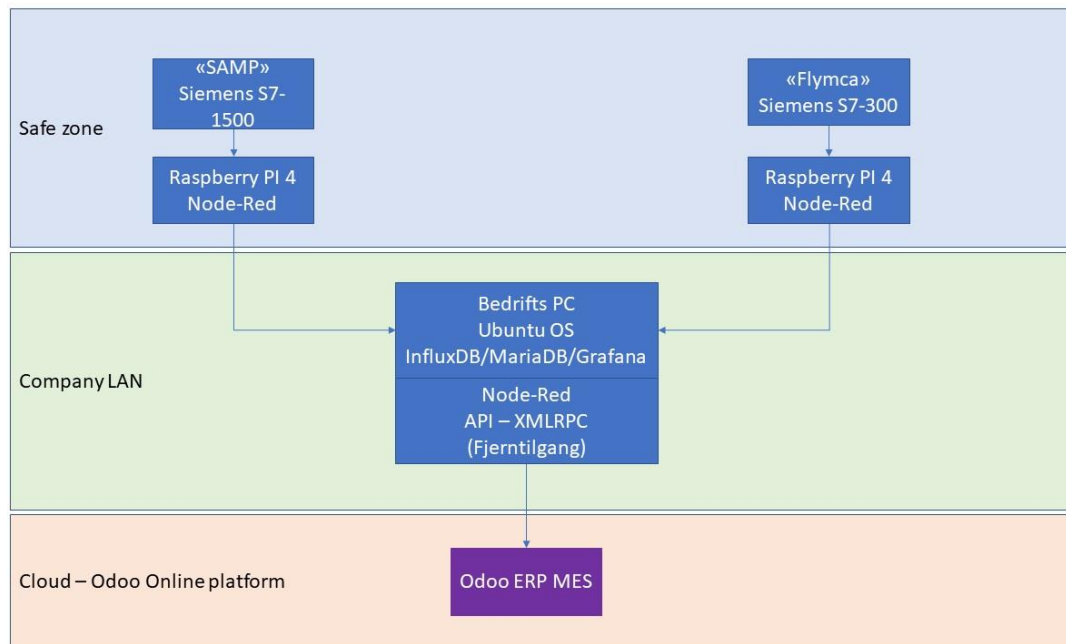 Safe zone
«SAMP»
Siemens S7-
1500
Raspberry PI 4
Node-Red
«Flymca»
Siemens S7-300
Raspberry PI 4
Node-Red
Company LAN
Bedrifts PC
Ubuntu OS
InfluxDB/MariaDB/Grafana
Node-Red
API – XMLRPC
(Fjerntilgang)
Cloud – Odoo Online platform
Odoo ERP MES